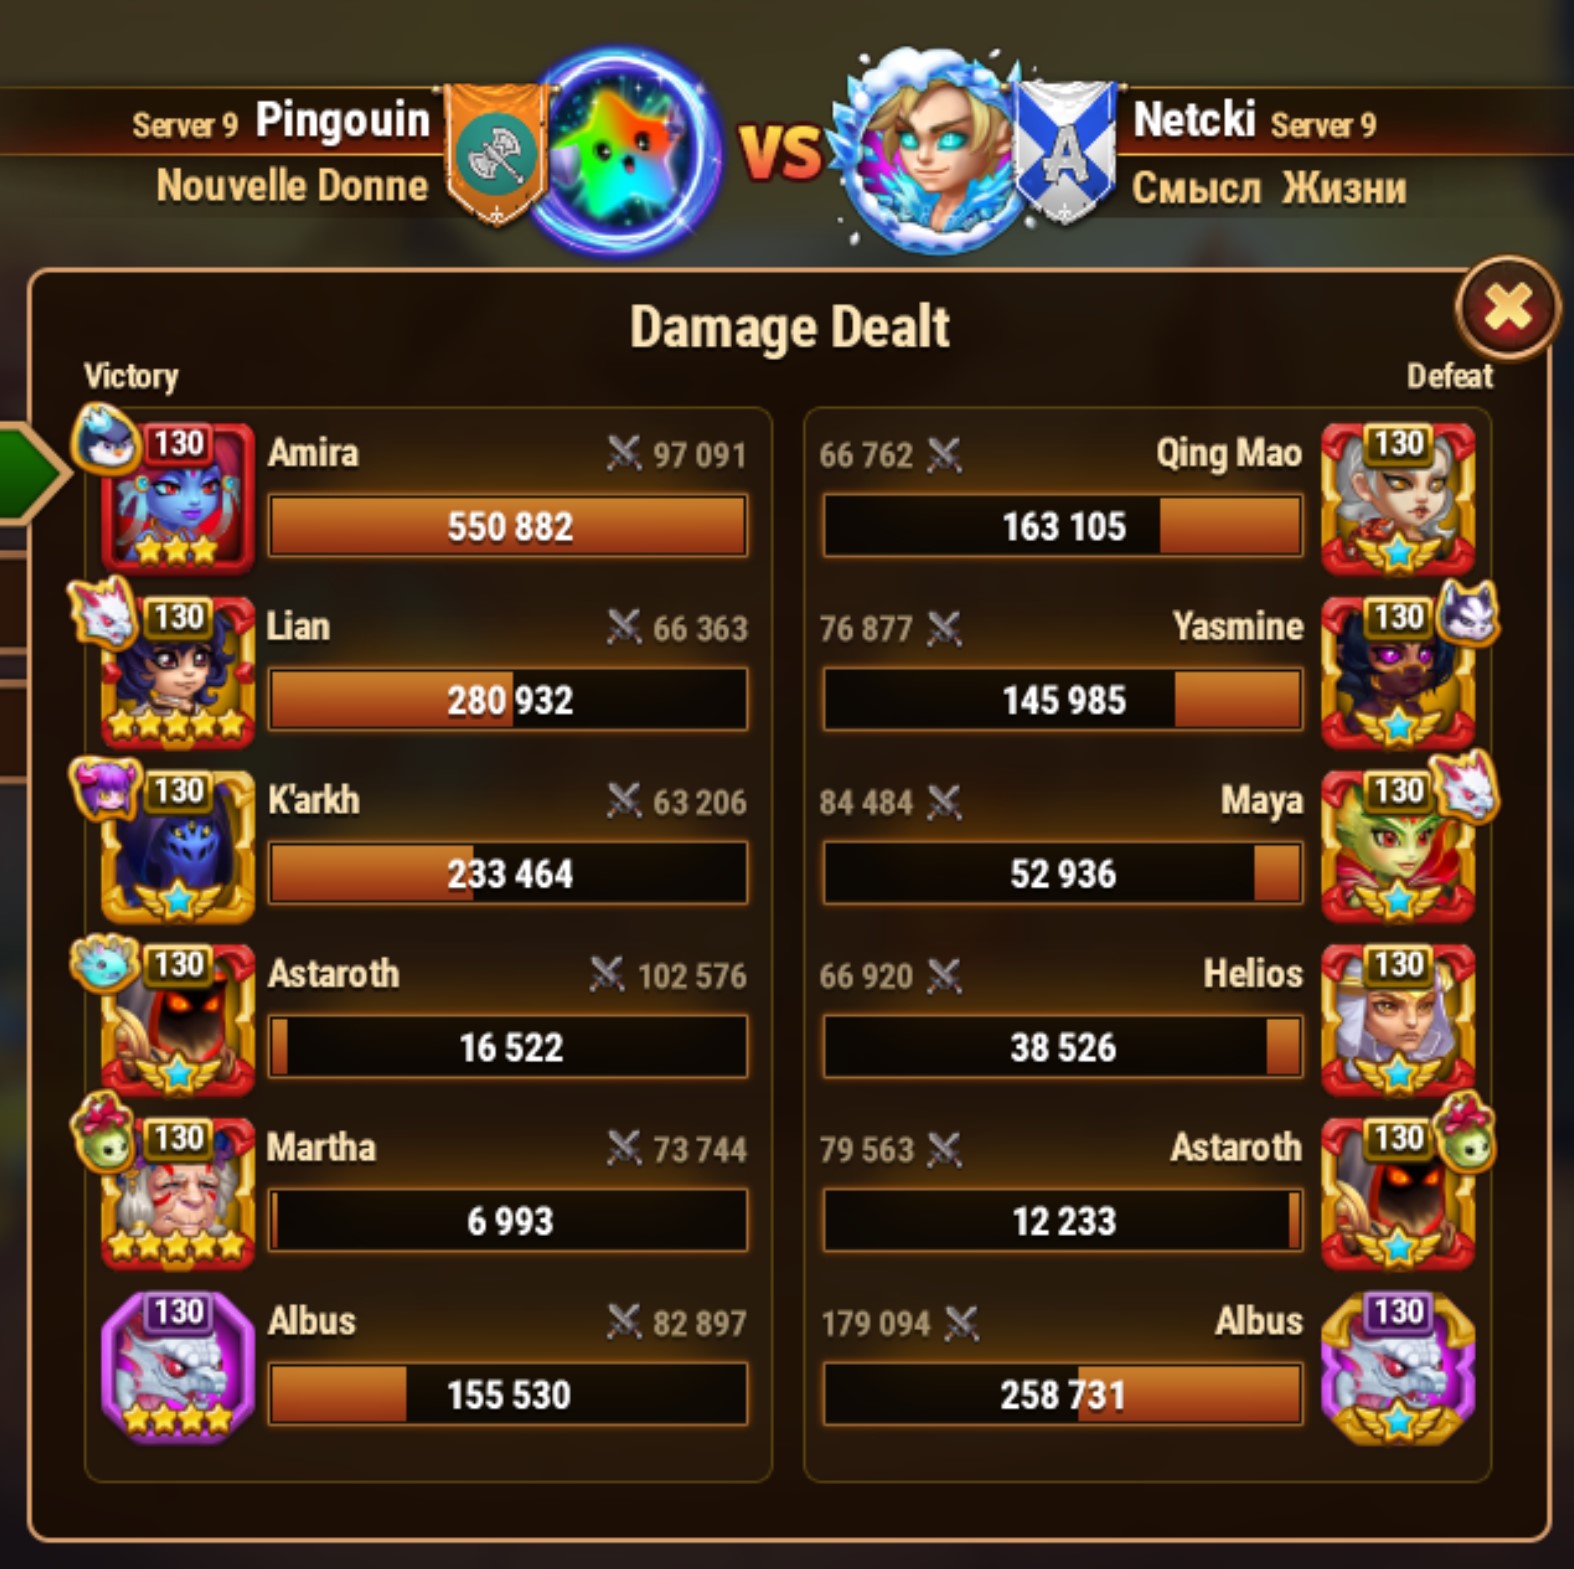 Server 9 Pingouin
Nouvelle Donne
VS
Netcki Server 9
Смысл Жизни
A
Damage Dealt
Victory
Defeat
130
Amira
97 091
550 882
66 762
Qing Mao
130
163 105
130
Lian
66 363
280 932
76 877
Yasmine
130
145 985
130
K'arkh
63 206
233 464
84 484
Maya
130
52 936
130
Astaroth
102 576
16 522
66 920
Helios
130
38 526
130
Martha
73 744
6 993
79 563
Astaroth
130
12 233
130
Albus
82 897
155 530
179 094
Albus
130
258 731